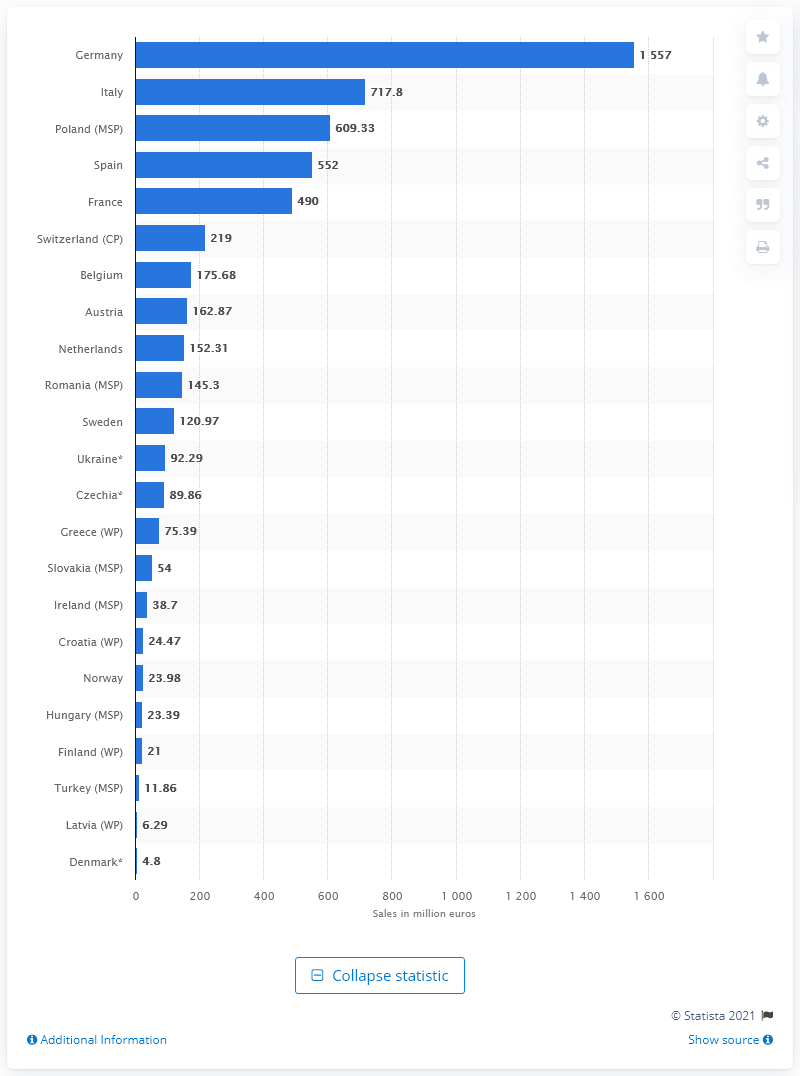 Germany 1 557
Italy 717.8
Poland (MSP) 609.33
Spain 552
France 490
Switzerland (CP) 219
Belgium 175.68
Austria 162.87
Netherlands 152.31
Romania (MSP) 145.3
Sweden 120.97
Ukraine* 92.29
Czechia* 89.86
Greece (WP) 75.39
Slovakia (MSP) 54
Ireland (MSP) 38.7
Croatia (WP) 24.47
Norway 23.98
Hungary (MSP) 23.39
Finland (WP) 21
Turkey (MSP) 11.86
Latvia (WP) 6.29
Denmark* 4.8
0 200 400 600 800 1 000 1 200 1 400 1 600
Sales in million euros
Collapse statistic
© Statista 2021
Additional Information Show source